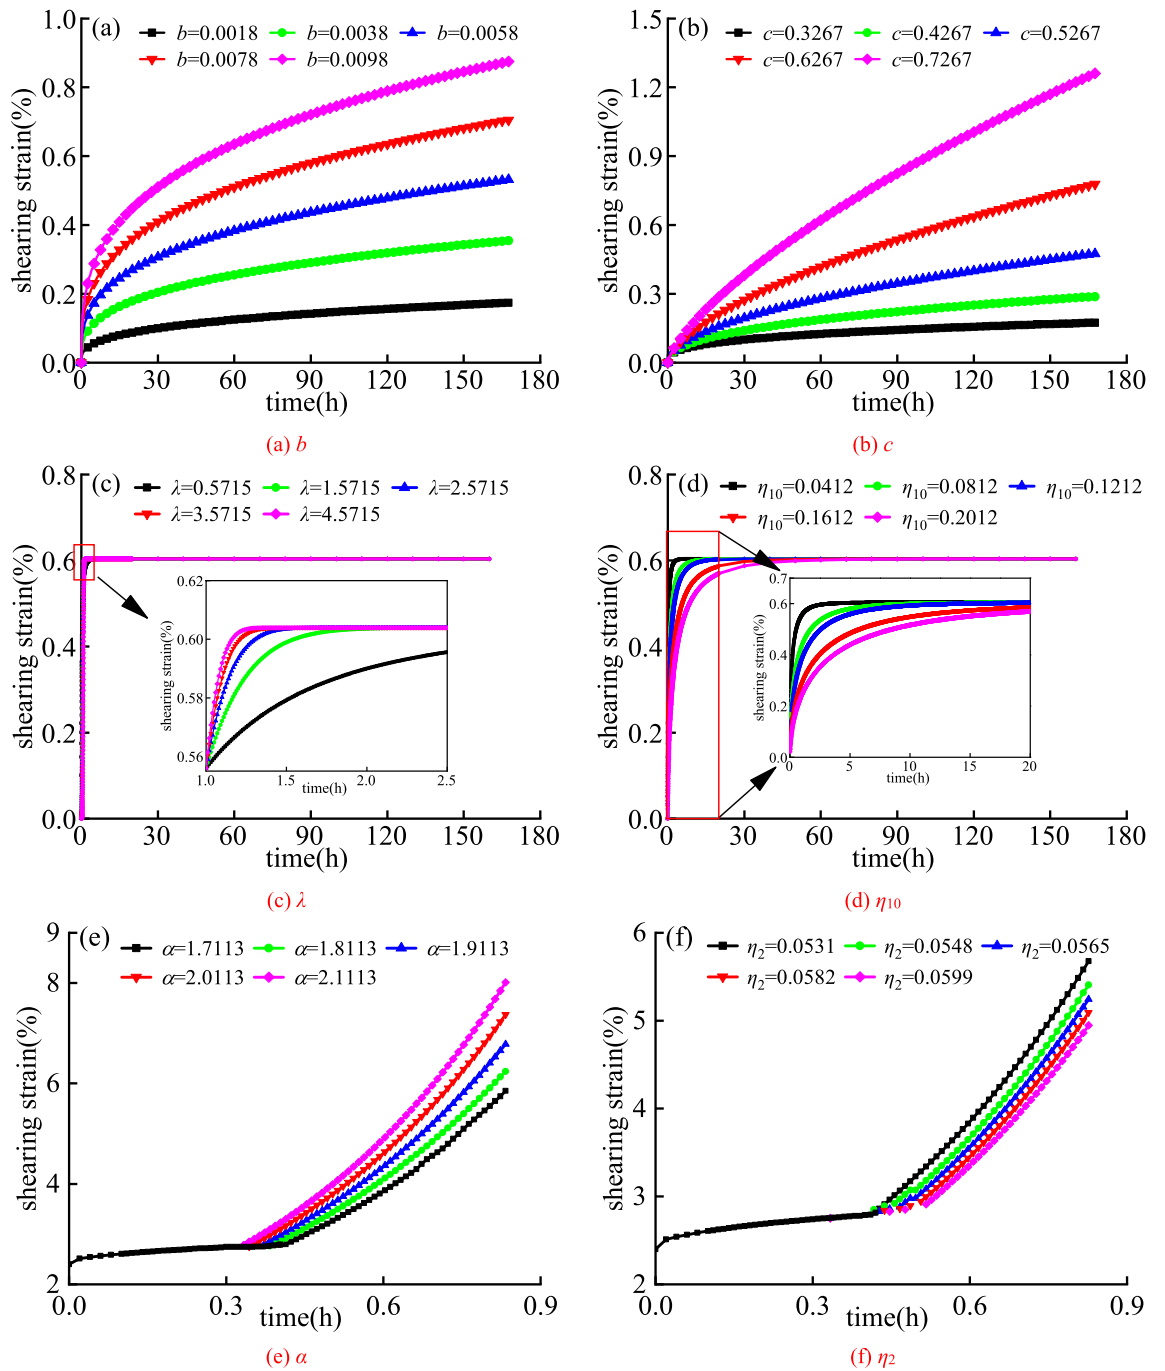 (a) b=0.0018 b=0.0038 b=0.0058
b=0.0078 b=0.0098
1.0
0.8
0.6
0.4
0.2
0.0
shearing strain(%)
0 30 60 90 120 150 180
time(h)
(a) b
(b) c=0.3267 c=0.4267 c=0.5267
c=0.6267 c=0.7267
1.5
1.2
0.9
0.6
0.3
0.0
shearing strain(%)
0 30 60 90 120 150 180
time(h)
(b) c
(c) λ=0.5715 λ=1.5715 λ=2.5715
λ=3.5715 λ=4.5715
0.8
0.6
0.4
0.2
0.0
shearing strain(%)
0.62
0.60
0.58
0.56
shearing strain(%)
1.0 1.5 2.0 2.5
time(h)
0 30 60 90 120 150 180
time(h)
(c) λ
(d) η10=0.0412 η10=0.0812 η10=0.1212
η10=0.1612 η10=0.2012
0.8
0.6
0.4
0.2
0.0
shearing strain(%)
0.7
0.6
0.4
0.2
0.0
shearing strain(%)
0 5 10 15 20
time(h)
0 30 60 90 120 150 180
time(h)
(d) η10
(e) α=1.7113 α=1.8113 α=1.9113
α=2.0113 α=2.1113
9
8
6
4
2
shearing strain(%)
0.0 0.3 0.6 0.9
time(h)
(e) α
(f) η2=0.0531 η2=0.0548 η2=0.0565
η2=0.0582 η2=0.0599
6
5
4
3
2
shearing strain(%)
0.0 0.3 0.6 0.9
time(h)
(f) η2